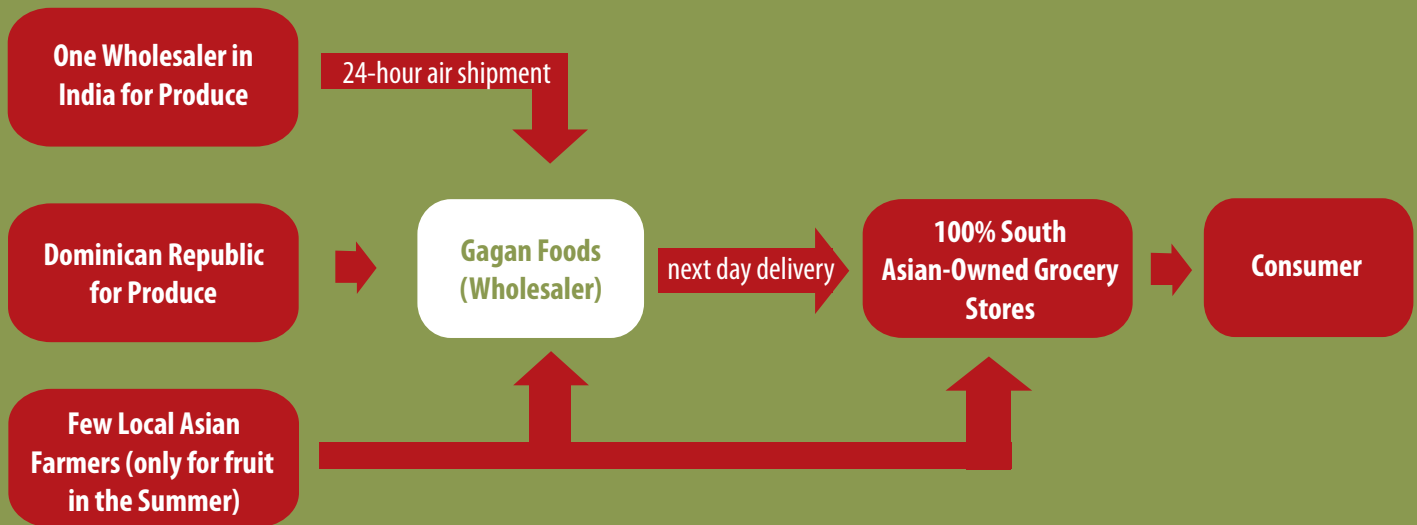 One Wholesaler in
India for Produce
24-hour air shipment
Dominican Republic
for Produce
Gagan Foods
(Wholesaler)
next day delivery
100% South
Asian-Owned Grocery
Stores
Consumer
Few Local Asian
Farmers (only for fruit
in the Summer)